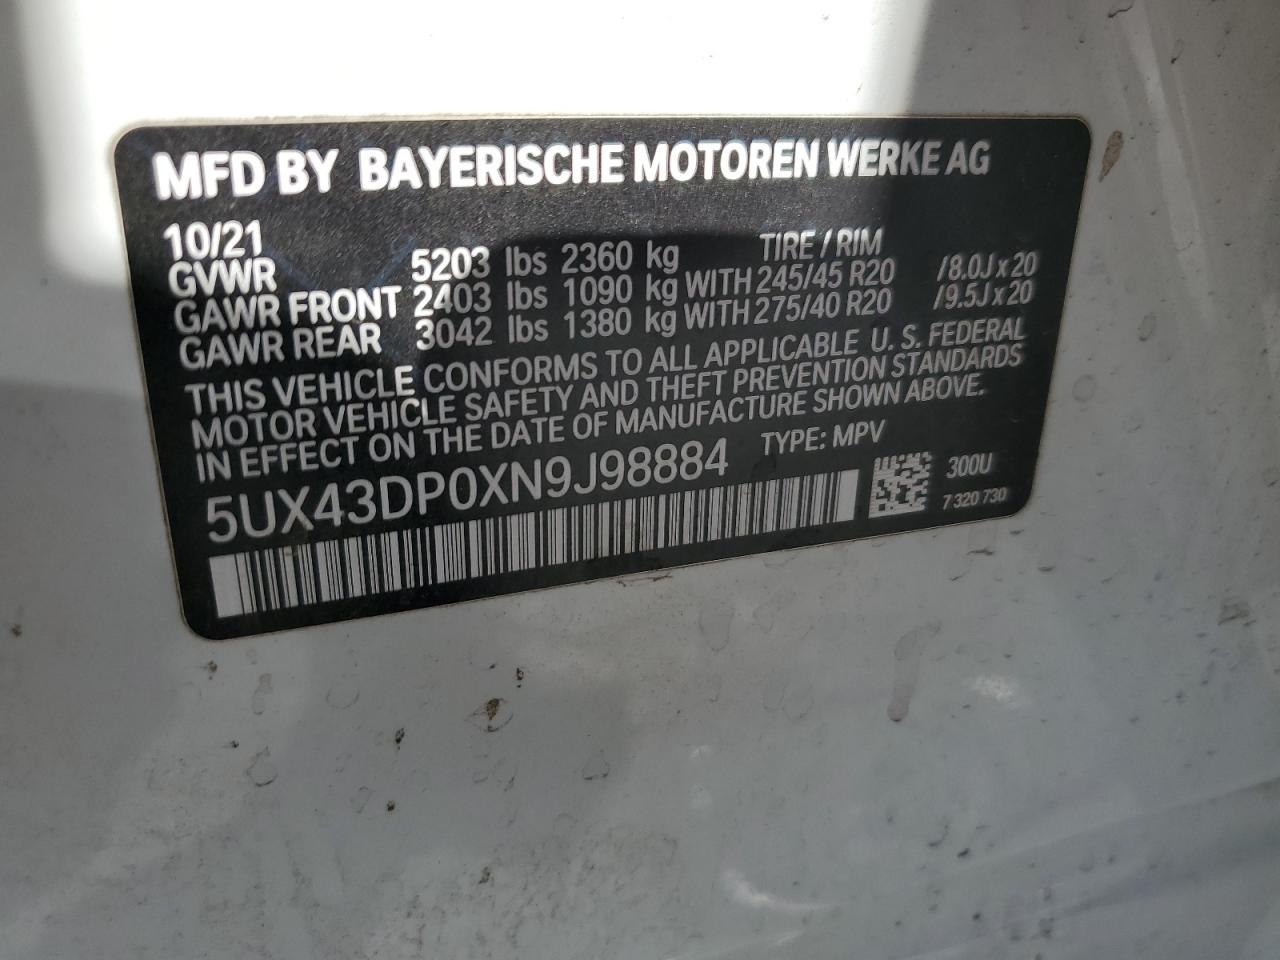 MFD BY BAYERISCHE MOTOREN WERKE AG
10/21
GVWR 5203 lbs 2360 kg TIRE / RIM
GAWR FRONT 2403 lbs 1090 kg WITH 245/45 R20 /8.0J x 20
GAWR REAR 3042 lbs 1380 kg WITH 275/40 R20 /9.5J x 20
THIS VEHICLE CONFORMS TO ALL APPLICABLE U. S. FEDERAL
MOTOR VEHICLE SAFETY AND THEFT PREVENTION STANDARDS
IN EFFECT ON THE DATE OF MANUFACTURE SHOWN ABOVE.
5UX43DP0XN9J98884 TYPE: MPV
300U
7 320 730